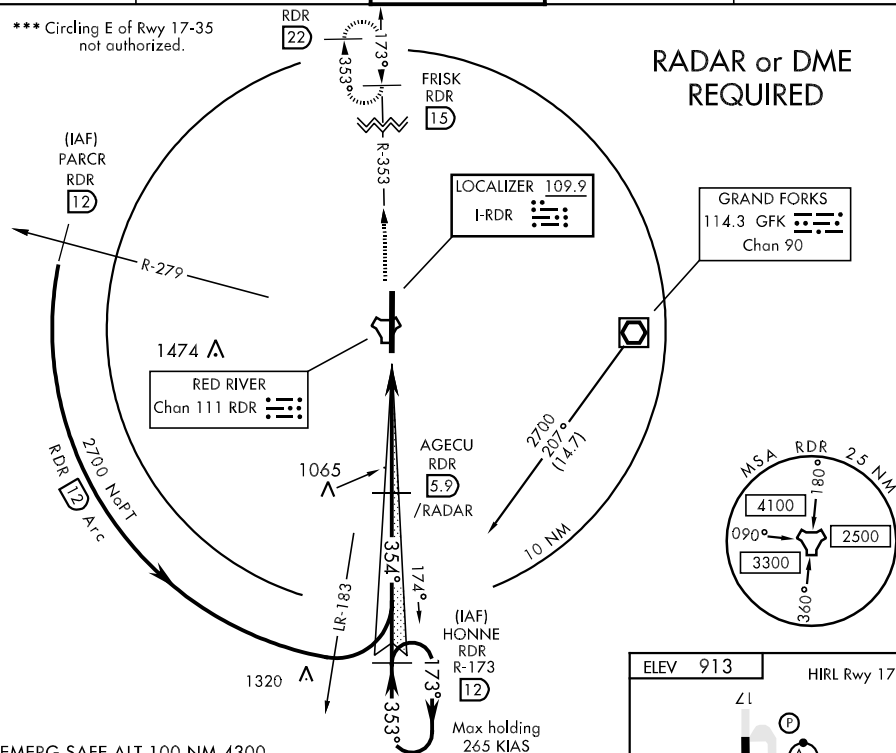 *** Circling E of Rwy 17-35
not authorized.
RDR
22
173°
353°
FRISK
RDR
15
RADAR or DME
REQUIRED
(IAF)
PARCR
RDR
12
R-353
LOCALIZER 109.9
I-RDR
GRAND FORKS
114.3 GFK
Chan 90
R-279
1474
RED RIVER
Chan 111 RDR
2700 NoPT
RDR 12 Arc
2700
207°
(14.7)
AGECU
RDR
5.9
/RADAR
1065
10 NM
MSA RDR 25 NM
180°
4100
090°
2500
3300
360°
354°
174°
LR-183
(IAF)
HONNE
RDR
R-173
12
1320
173°
353°
Max holding
265 KIAS
ELEV 913
HIRL Rwy 17
17
P
EMERG SAFE ALT 100 NM 4300